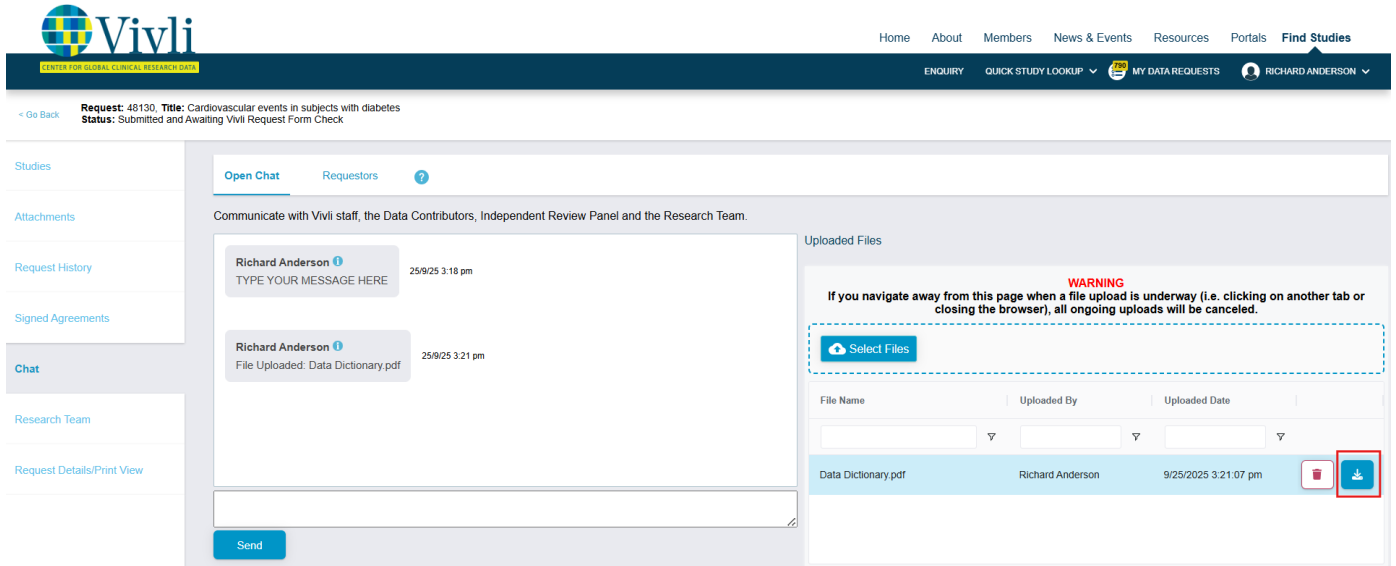 Vivli
CENTER FOR GLOBAL CLINICAL RESEARCH DATA
Home About Members News & Events Resources Portals Find Studies
ENQUIRY QUICK STUDY LOOKUP 790 MY DATA REQUESTS RICHARD ANDERSON
< Go Back
Request: 48130, Title: Cardiovascular events in subjects with diabetes
Status: Submitted and Awaiting Vivli Request Form Check
Studies
Attachments
Request History
Signed Agreements
Chat
Research Team
Request Details/Print View
Open Chat Requestors ?
Communicate with Vivli staff, the Data Contributors, Independent Review Panel and the Research Team.
Richard Anderson i
TYPE YOUR MESSAGE HERE
25/9/25 3:18 pm
Richard Anderson i
File Uploaded: Data Dictionary.pdf
25/9/25 3:21 pm
Send
Uploaded Files
WARNING
If you navigate away from this page when a file upload is underway (i.e. clicking on another tab or
closing the browser), all ongoing uploads will be canceled.
Select Files
File Name Uploaded By Uploaded Date
Data Dictionary.pdf Richard Anderson 9/25/2025 3:21:07 pm